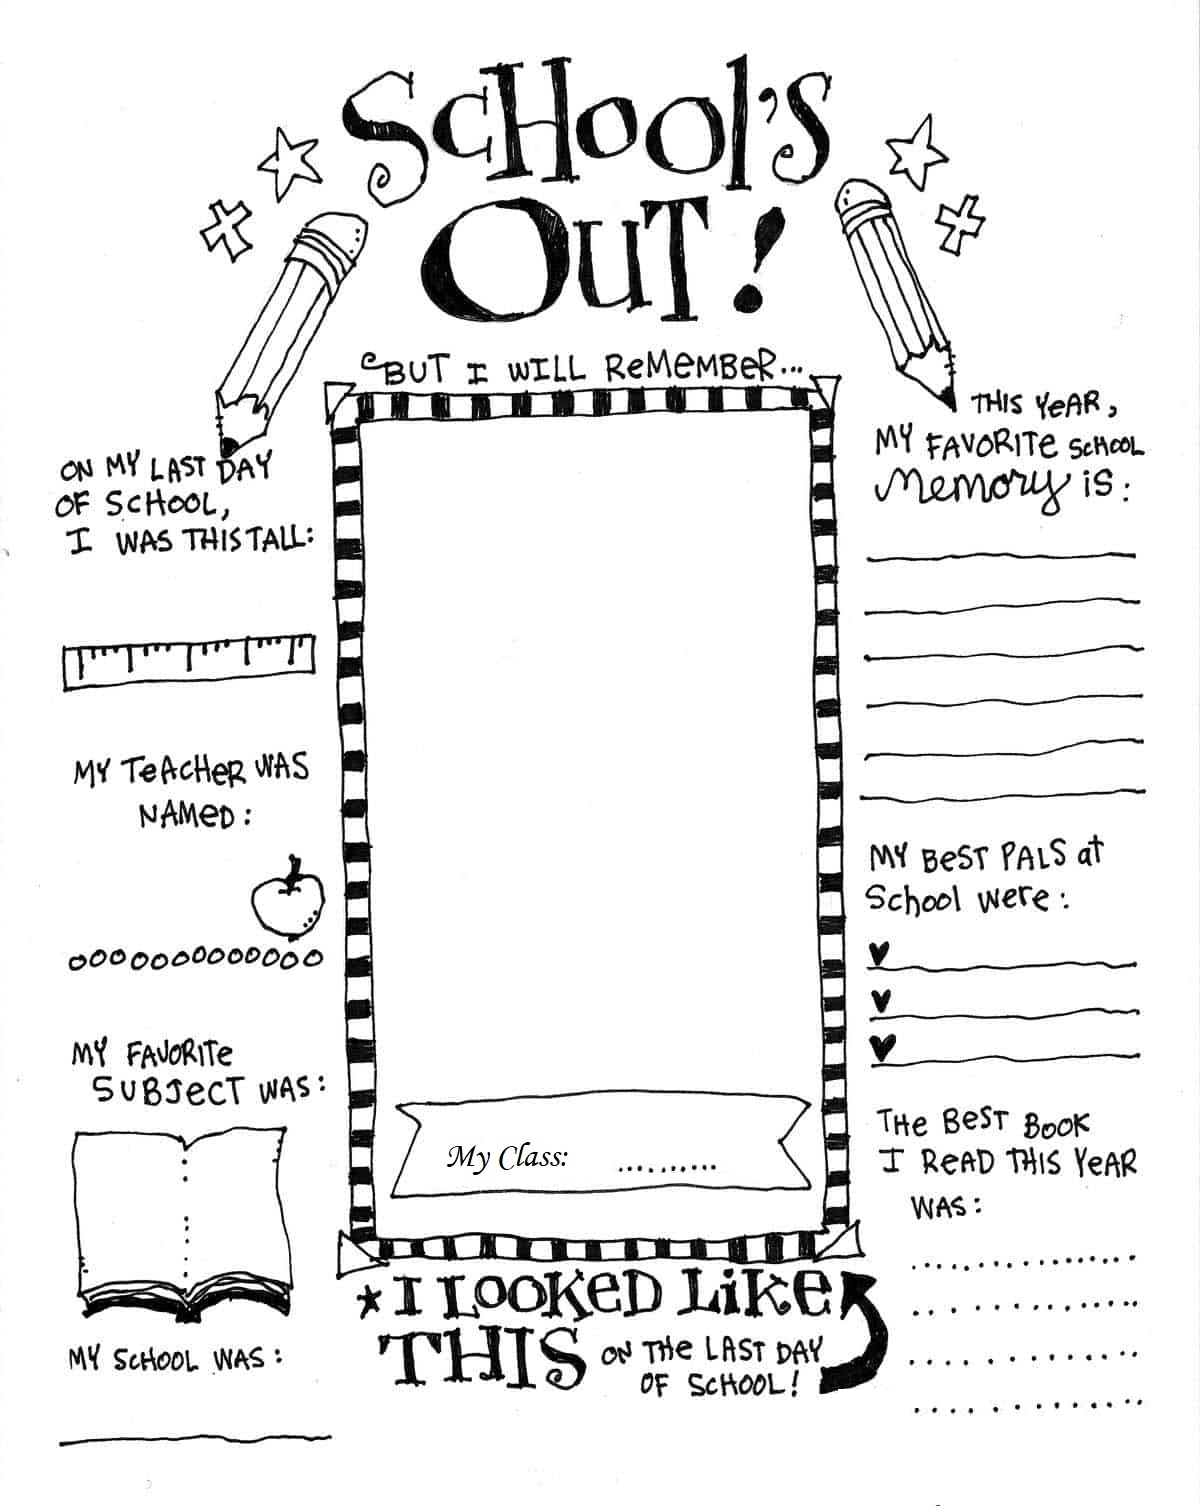 SCHOOL'S
OUT!
BUT I WILL REMEMBER...
ON MY LAST DAY
OF SCHOOL,
I WAS THIS TALL:
MY TEACHER WAS
NAMED:
MY FAVORITE
SUBJECT WAS:
MY SCHOOL WAS:
My Class: ..........
I LOOKED LIKE
THIS ON THE LAST DAY
OF SCHOOL!
THIS YEAR,
MY FAVORITE SCHOOL
Memory is:
MY BEST PALS at
School were:
THE BEST BOOK
I READ THIS YEAR
WAS: